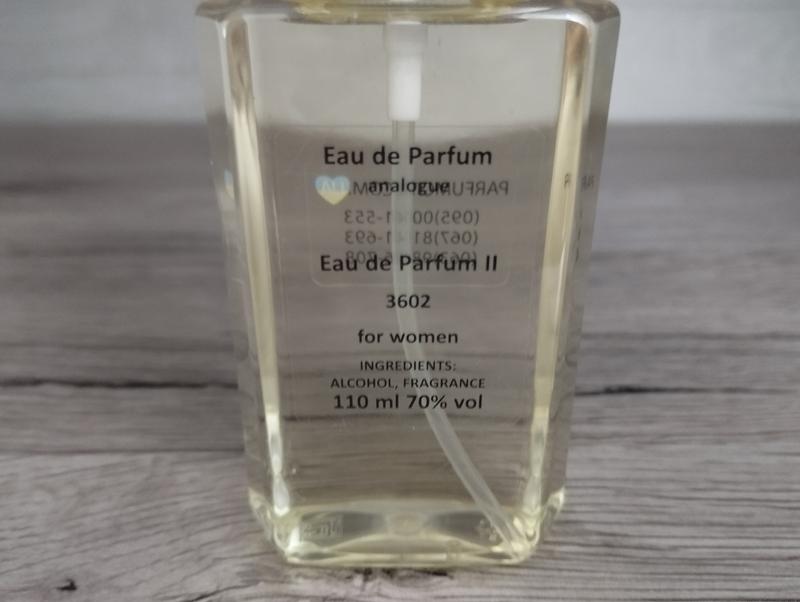 Eau de Parfum
analogue
Eau de Parfum II
3602
for women
INGREDIENTS:
ALCOHOL, FRAGRANCE
110 ml 70% vol